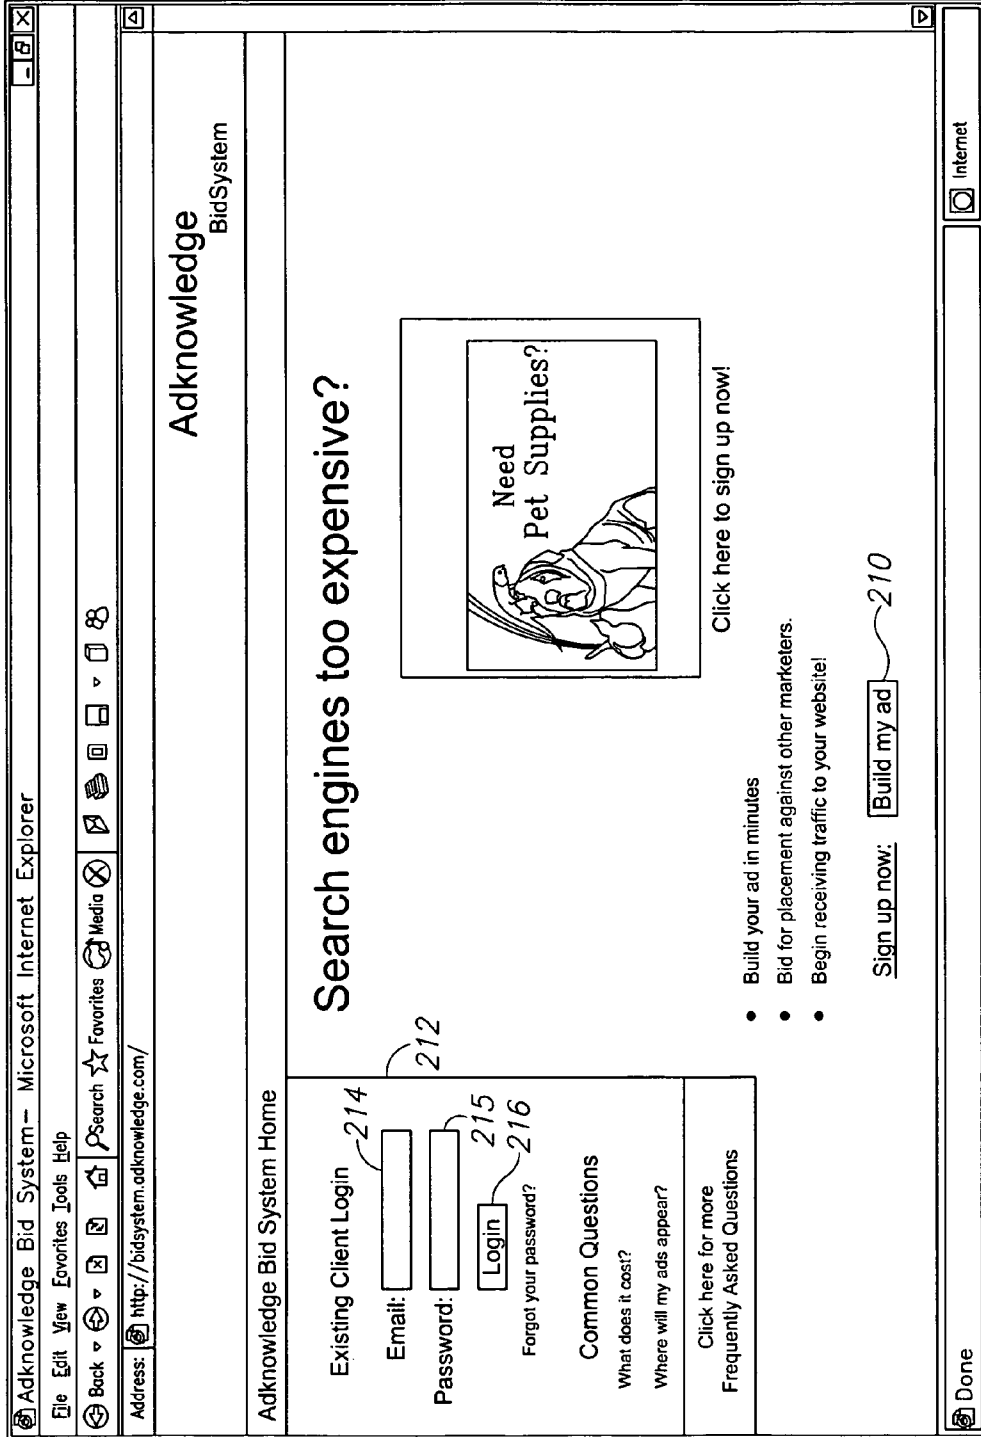 Adknowledge Bid System— Microsoft Internet Explorer
File Edit View Favorites Tools Help
Back Search Favorites Media
Address: http://bidsystem.adknowledge.com/
Adknowledge
BidSystem
Adknowledge Bid System Home
Existing Client Login
214
212
Email:
Password:
215
Login
216
Forgot your password?
Common Questions
What does it cost?
Where will my ads appear?
Click here for more
Frequently Asked Questions
Search engines too expensive?
Need
Pet Supplies?
Click here to sign up now!
• Build your ad in minutes
• Bid for placement against other marketers.
• Begin receiving traffic to your website!
Sign up now: Build my ad
210
Done
Internet